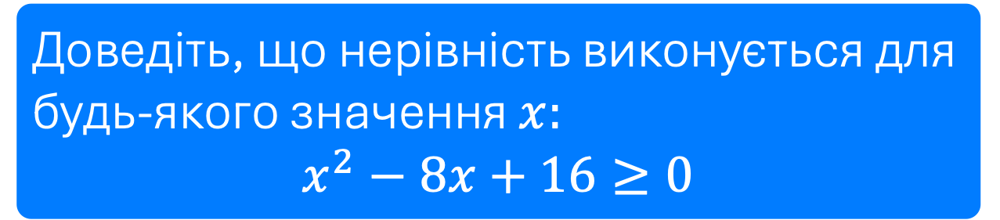 Доведіть, що нерівність виконується для
будь-якого значення x:
x² − 8x + 16 ≥ 0